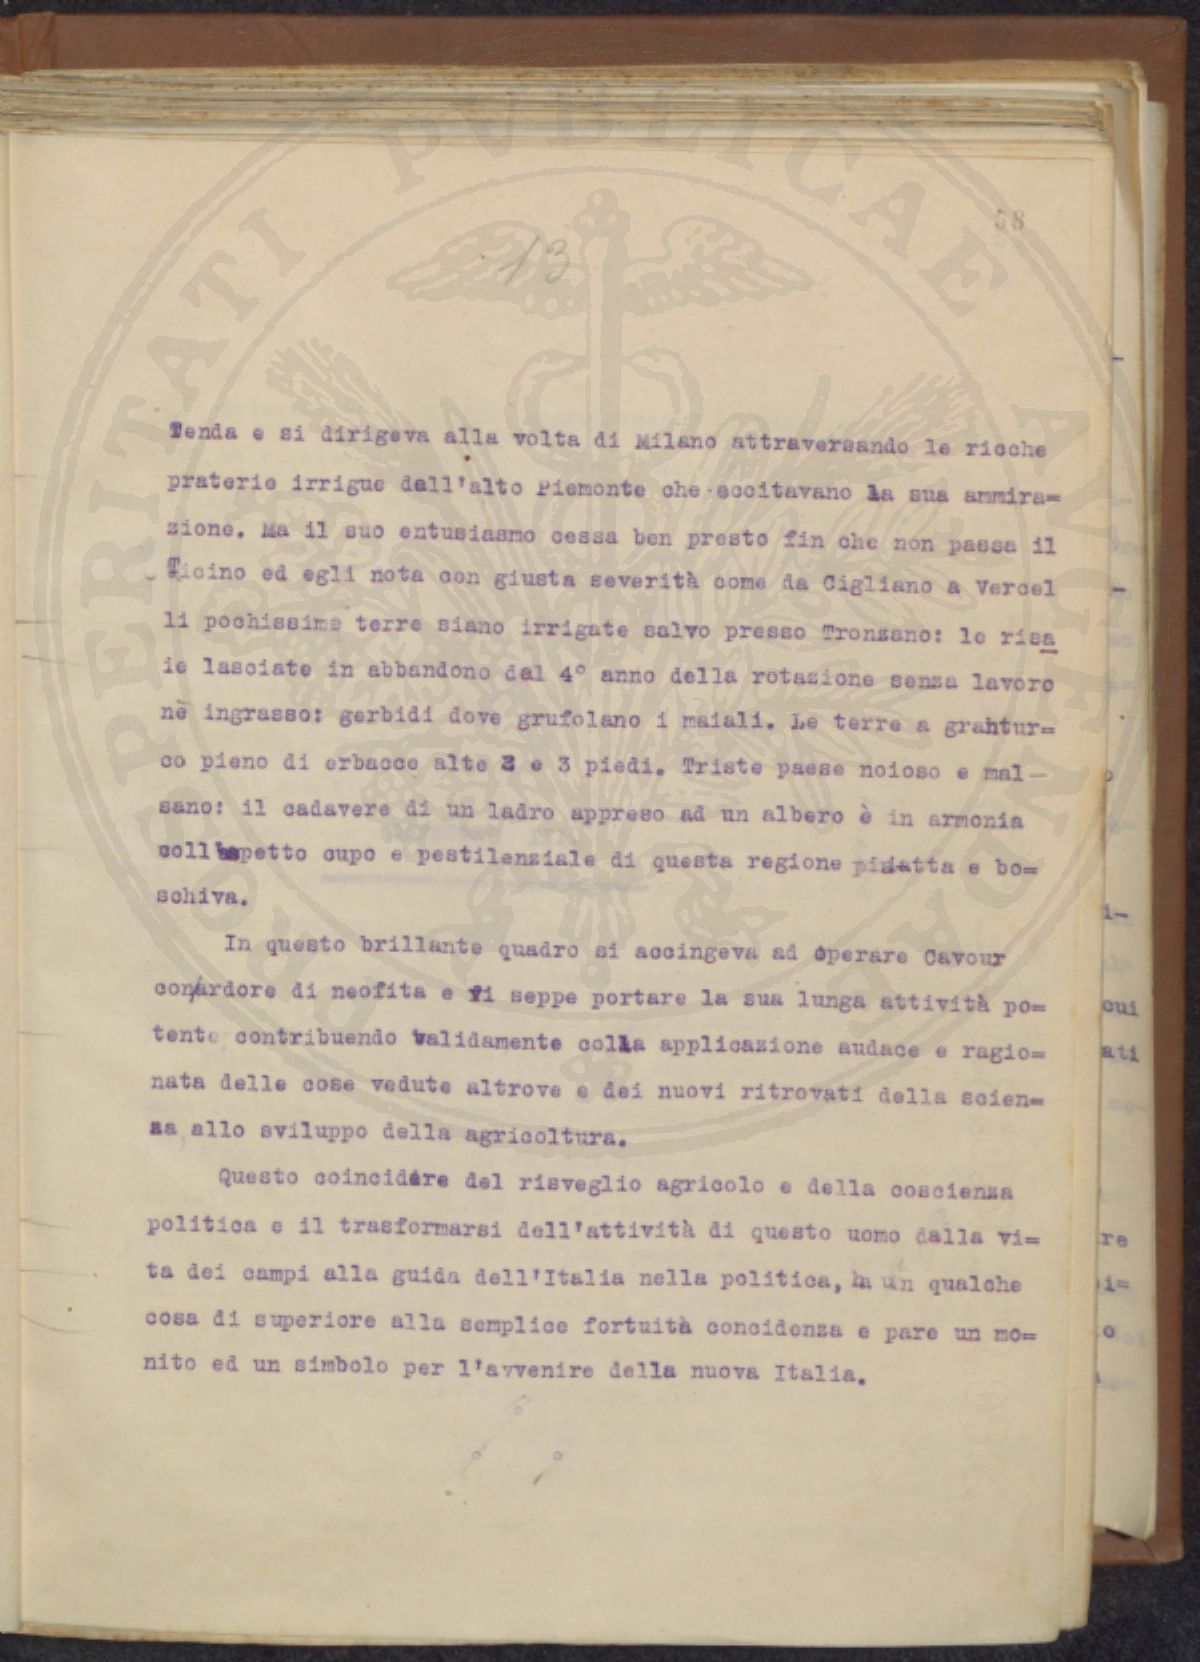 PROSPERITATI PVBLICAE AVGENDAE
58
13
Tenda e si dirigeva alla volta di Milano attraversando le ricche
praterie irrigue dell'alto Piemonte che eccitavano la sua ammira=
zione. Ma il suo entusiasmo cessa ben presto fin che non passa il
Ticino ed egli nota con giusta severità come da Cigliano a Vercel
li pochissime terre siano irrigate salvo presso Tronzano: le risa
ie lasciate in abbandono dal 4° anno della rotazione senza lavoro
nè ingrasso: gerbidi dove grufolano i maiali. Le terre a grantur=
co pieno di erbacce alte 2 e 3 piedi. Triste paese noioso e mal-
sano: il cadavere di un ladro appreso ad un albero è in armonia
coll'aspetto cupo e pestilenziale di questa regione piatta e bo=
schiva.
In questo brillante quadro si accingeva ad operare Cavour
con ardore di neofita e vi seppe portare la sua lunga attività po=
tente contribuendo validamente colla applicazione audace e ragio=
nata delle cose vedute altrove e dei nuovi ritrovati della scien=
za allo sviluppo della agricoltura.
Questo coincidere del risveglio agricolo e della coscienza
politica e il trasformarsi dell'attività di questo uomo dalla vi=
ta dei campi alla guida dell'Italia nella politica, ha un qualche
cosa di superiore alla semplice fortuità concidenza e pare un mo=
nito ed un simbolo per l'avvenire della nuova Italia.